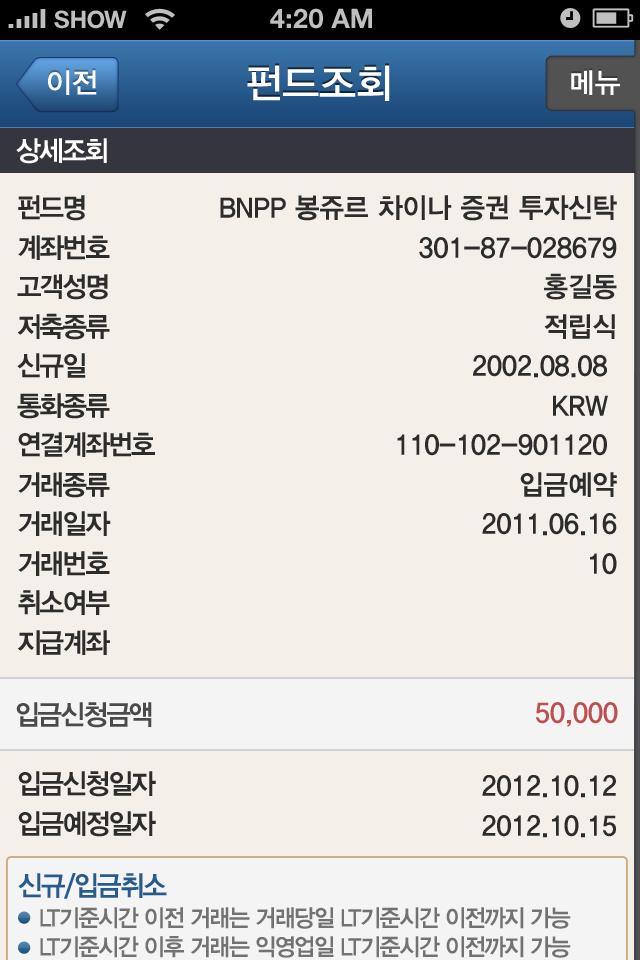 SHOW 4:20 AM
이전 펀드조회 메뉴
상세조회
펀드명 BNPP 봉쥬르 차이나 증권 투자신탁
계좌번호 301-87-028679
고객성명 홍길동
저축종류 적립식
신규일 2002.08.08
통화종류 KRW
연결계좌번호 110-102-901120
거래종류 입금예약
거래일자 2011.06.16
거래번호 10
취소여부
지급계좌
입금신청금액 50,000
입금신청일자 2012.10.12
입금예정일자 2012.10.15
신규/입금취소
LT기준시간 이전 거래는 거래당일 LT기준시간 이전까지 가능
LT기준시간 이후 거래는 익영업일 LT기준시간 이전까지 가능